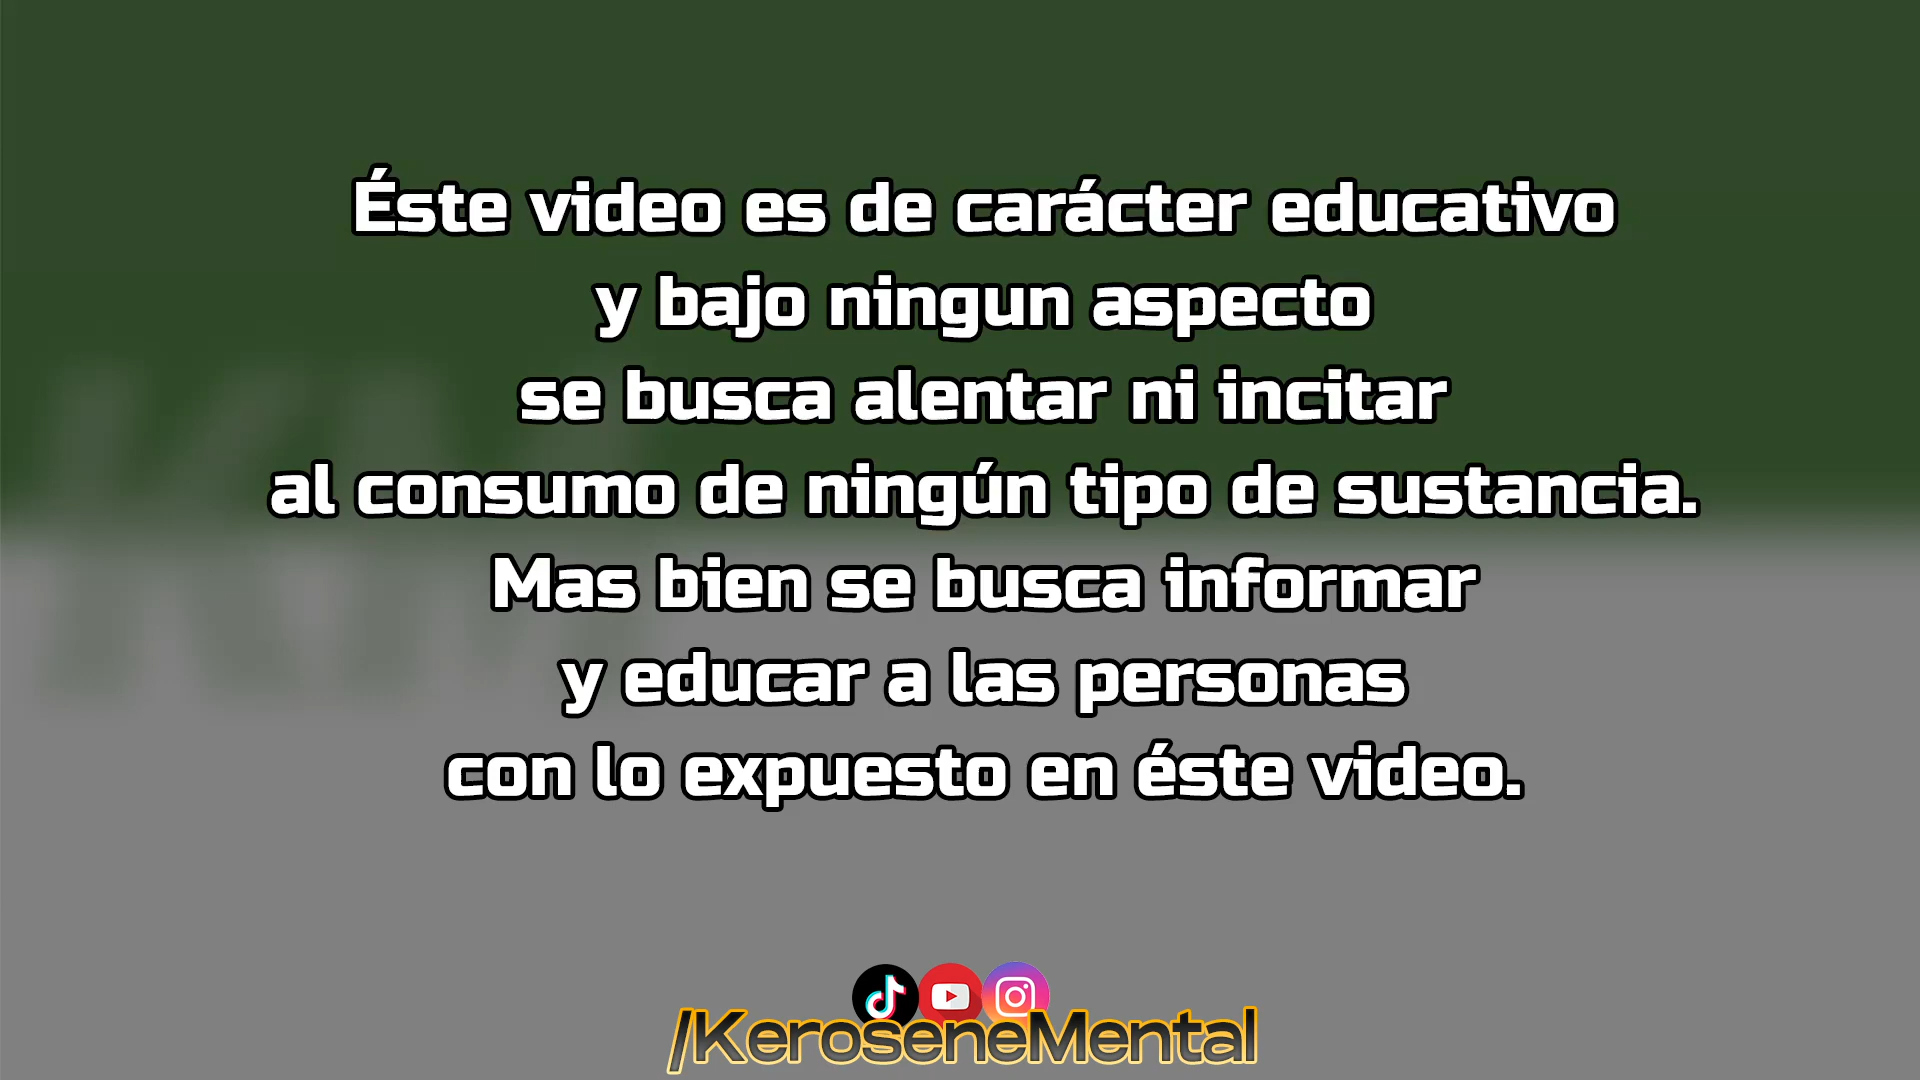 Éste video es de carácter educativo
y bajo ningun aspecto
se busca alentar ni incitar
al consumo de ningún tipo de sustancia.
Mas bien se busca informar
y educar a las personas
con lo expuesto en éste video.
KM
/KeroseneMental